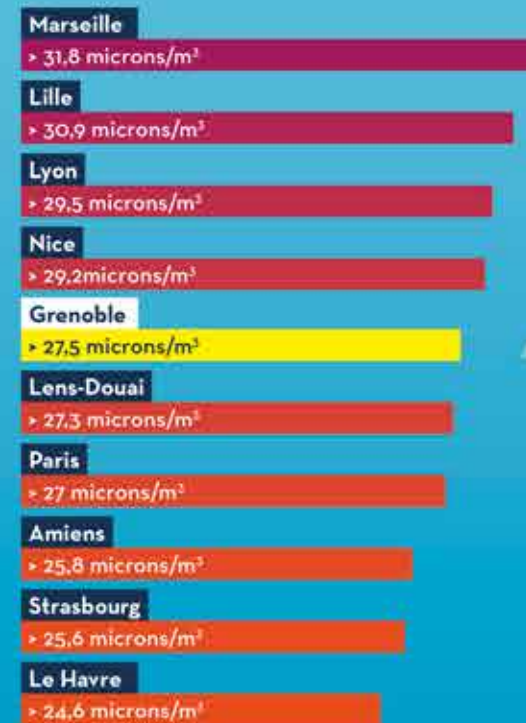 Marseille
> 31,8 microns/m³
Lille
> 30,9 microns/m³
Lyon
> 29,5 microns/m³
Nice
> 29,2microns/m³
Grenoble
> 27,5 microns/m³
Lens-Douai
> 27,3 microns/m³
Paris
> 27 microns/m³
Amiens
> 25,8 microns/m³
Strasbourg
> 25,6 microns/m³
Le Havre
> 24,6 microns/m³